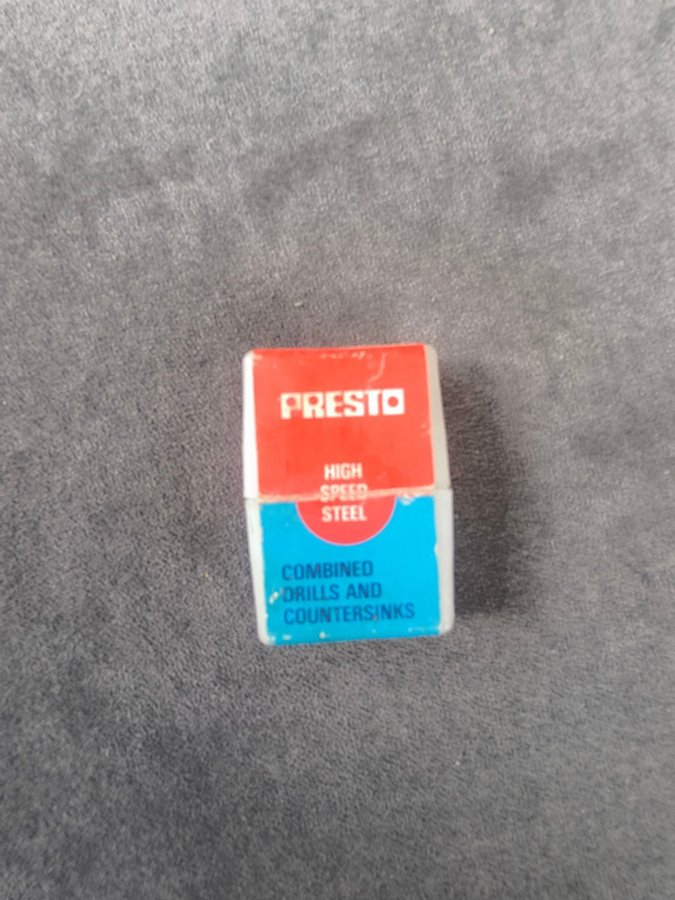 PRESTO
HIGH
SPEED
STEEL
COMBINED
DRILLS AND
COUNTERSINKS